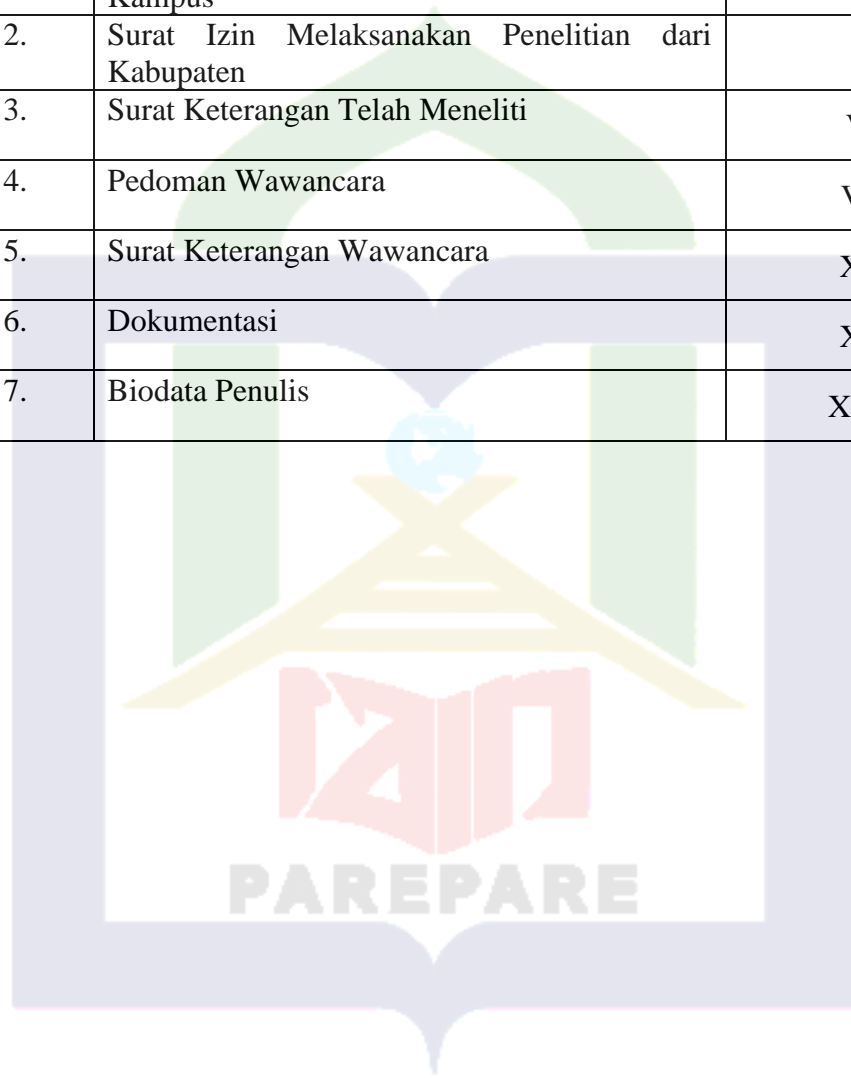 Kampus
2. Surat Izin Melaksanakan Penelitian dari
Kabupaten
3. Surat Keterangan Telah Meneliti
4. Pedoman Wawancara
5. Surat Keterangan Wawancara
6. Dokumentasi
7. Biodata Penulis X
iain
PAREPARE